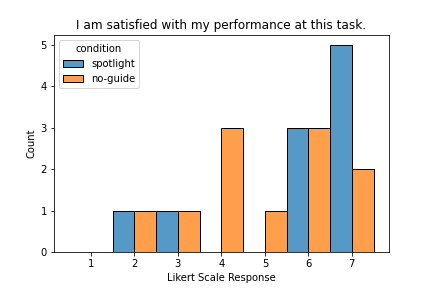 I am satisfied with my performance at this task.
condition
spotlight
no-guide
5
4
3
2
1
0
Count
1 2 3 4 5 6 7
Likert Scale Response